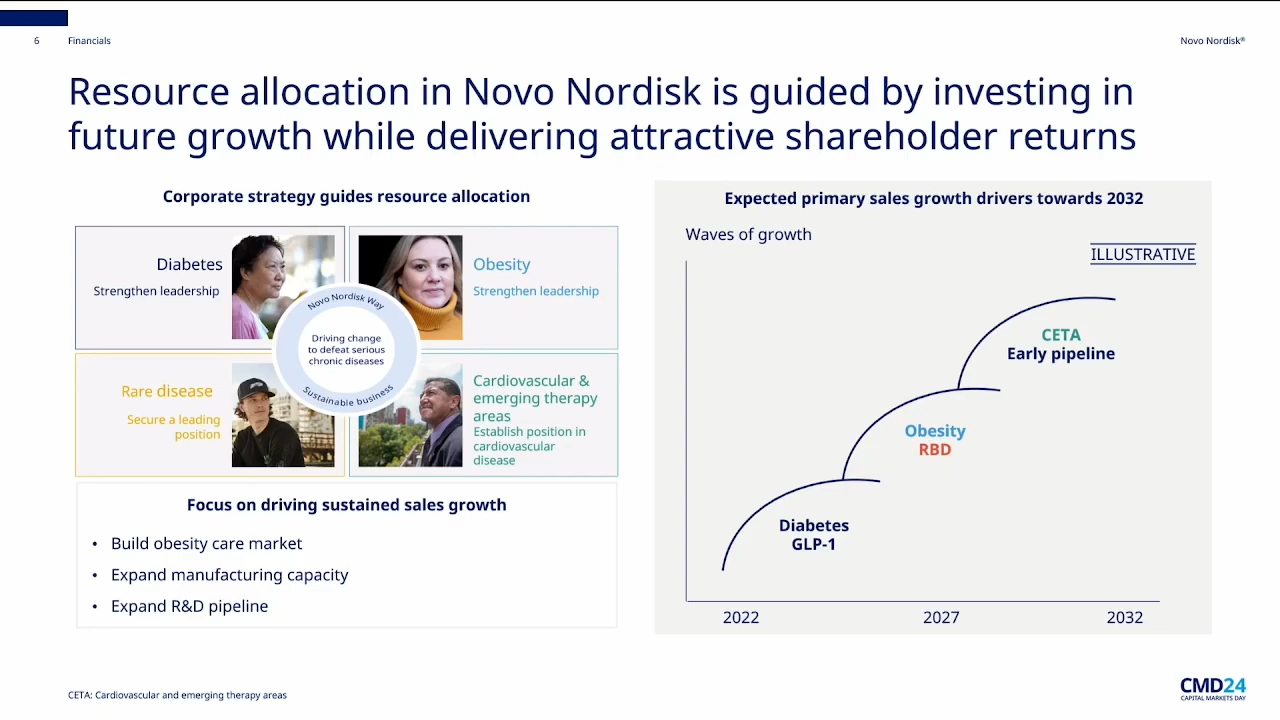 6
Financials
Novo Nordisk®
Resource allocation in Novo Nordisk is guided by investing in
future growth while delivering attractive shareholder returns
Corporate strategy guides resource allocation
Diabetes
Strengthen leadership
Obesity
Strengthen leadership
Novo Nordisk Way
Driving change
to defeat serious
chronic diseases
Sustainable business
Rare disease
Secure a leading
position
Cardiovascular &
emerging therapy
areas
Establish position in
cardiovascular
disease
Focus on driving sustained sales growth
• Build obesity care market
• Expand manufacturing capacity
• Expand R&D pipeline
Expected primary sales growth drivers towards 2032
Waves of growth
ILLUSTRATIVE
CETA
Early pipeline
Obesity
RBD
Diabetes
GLP-1
2022
2027
2032
CETA: Cardiovascular and emerging therapy areas
CMD24
CAPITAL MARKETS DAY